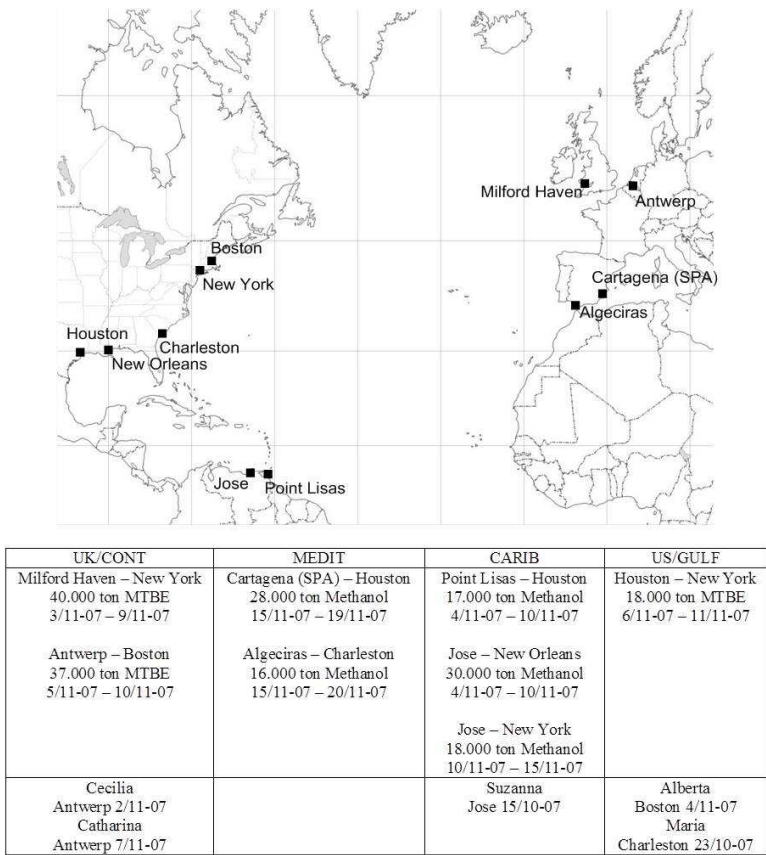 Milford Haven
Antwerp
Boston
New York
Cartagena (SPA)
Algeciras
Houston
Charleston
New Orleans
Jose
Point Lisas
UK/CONT
Milford Haven – New York
40.000 ton MTBE
3/11-07 – 9/11-07
Antwerp – Boston
37.000 ton MTBE
5/11-07 – 10/11-07
MEDIT
Cartagena (SPA) – Houston
28.000 ton Methanol
15/11-07 – 19/11-07
Algeciras – Charleston
16.000 ton Methanol
15/11-07 – 20/11-07
CARIB
Point Lisas – Houston
17.000 ton Methanol
4/11-07 – 10/11-07
Jose – New Orleans
30.000 ton Methanol
4/11-07 – 10/11-07
Jose – New York
18.000 ton Methanol
10/11-07 – 15/11-07
US/GULF
Houston – New York
18.000 ton MTBE
6/11-07 – 11/11-07
Cecilia
Antwerp 2/11-07
Catharina
Antwerp 7/11-07
Suzanna
Jose 15/10-07
Alberta
Boston 4/11-07
Maria
Charleston 23/10-07